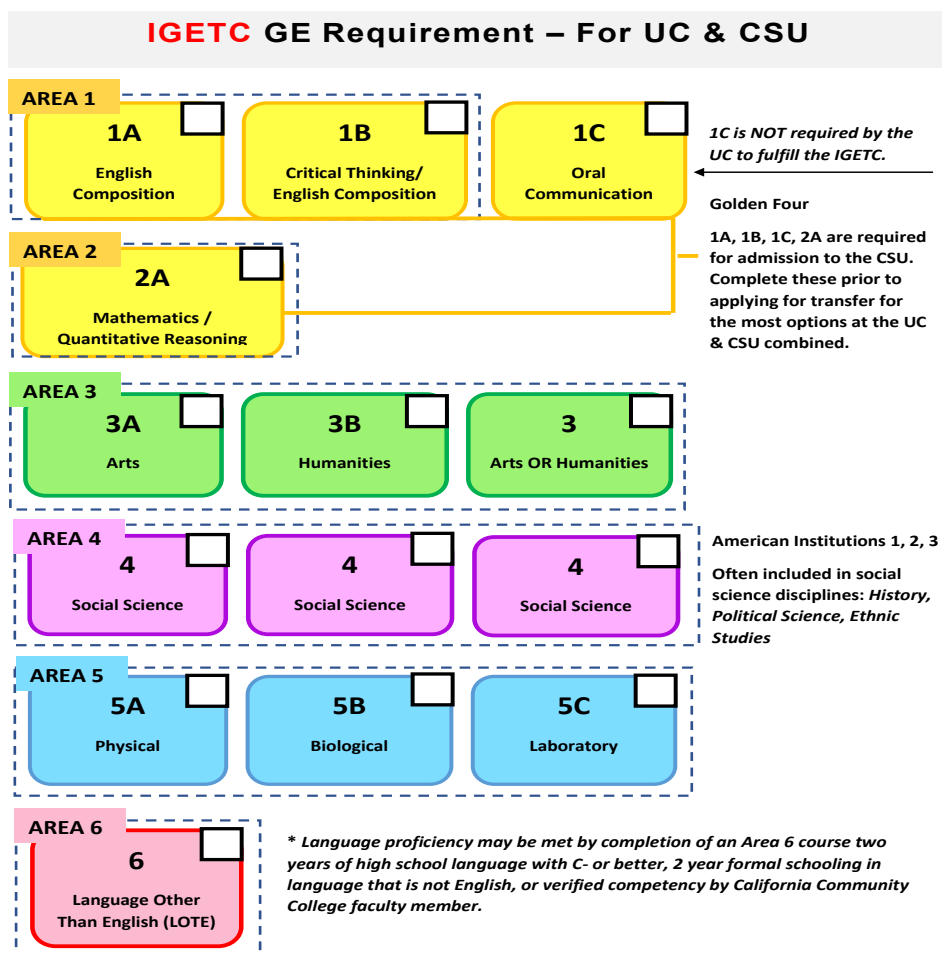 IGETC GE Requirement – For UC & CSU
AREA 1
1A
English
Composition
1B
Critical Thinking/
English Composition
1C
Oral
Communication
1C is NOT required by the
UC to fulfill the IGETC.
Golden Four
1A, 1B, 1C, 2A are required
for admission to the CSU.
Complete these prior to
applying for transfer for
the most options at the UC
& CSU combined.
AREA 2
2A
Mathematics /
Quantitative Reasoning
AREA 3
3A
Arts
3B
Humanities
3
Arts OR Humanities
AREA 4
4
Social Science
4
Social Science
4
Social Science
American Institutions 1, 2, 3
Often included in social
science disciplines: History,
Political Science, Ethnic
Studies
AREA 5
5A
Physical
5B
Biological
5C
Laboratory
AREA 6
6
Language Other
Than English (LOTE)
* Language proficiency may be met by completion of an Area 6 course two
years of high school language with C- or better, 2 year formal schooling in
language that is not English, or verified competency by California Community
College faculty member.